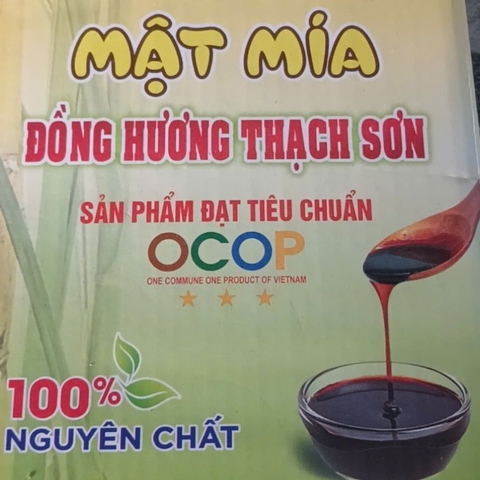 MẬT MÍA
ĐỒNG HƯƠNG THẠCH SƠN
SẢN PHẨM ĐẠT TIÊU CHUẨN
OCOP
ONE COMMUNE ONE PRODUCT OF VIETNAM
100%
NGUYÊN CHẤT